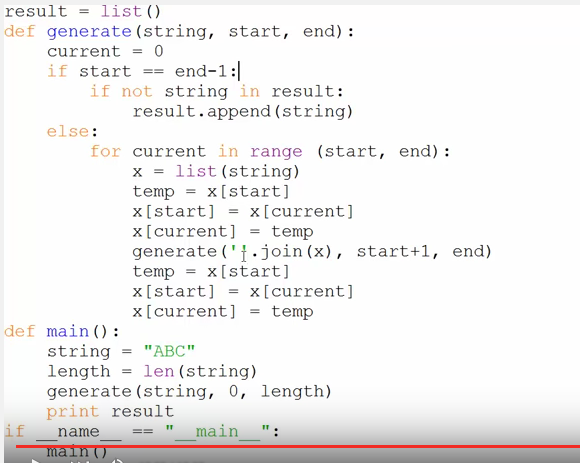 result = list()
def generate(string, start, end):
    current = 0
    if start == end-1:
        if not string in result:
            result.append(string)
    else:
        for current in range (start, end):
            x = list(string)
            temp = x[start]
            x[start] = x[current]
            x[current] = temp
            generate(''.join(x), start+1, end)
            temp = x[start]
            x[start] = x[current]
            x[current] = temp
def main():
    string = "ABC"
    length = len(string)
    generate(string, 0, length)
    print result
if __name__ == "__main__":
    main()